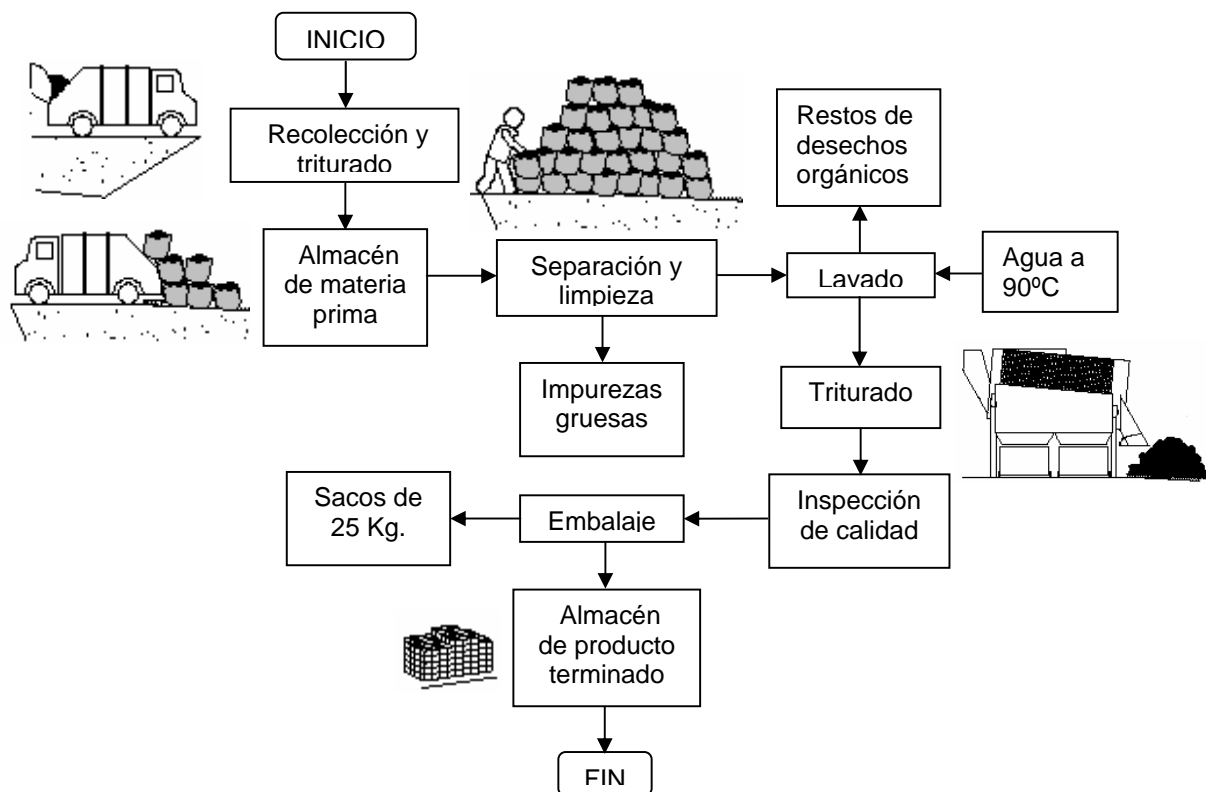 INICIO
Recolección y
triturado
Almacén
de materia
prima
Separación y
limpieza
Impurezas
gruesas
Restos de
desechos
orgánicos
Lavado
Agua a
90ºC
Triturado
Inspección
de calidad
Embalaje
Sacos de
25 Kg.
Almacén
de producto
terminado
FIN